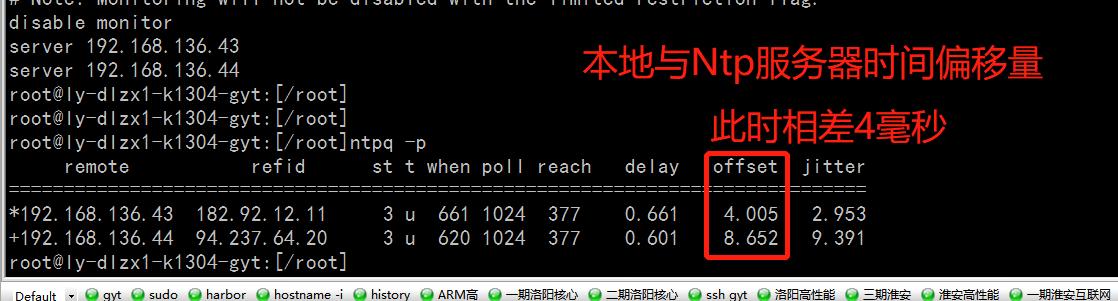 # Note: Monitoring will not be disabled with the limited restriction flag.
disable monitor
server 192.168.136.43
server 192.168.136.44
本地与Ntp服务器时间偏移量
root@ly-dlzx1-k1304-gyt:[/root]
root@ly-dlzx1-k1304-gyt:[/root]
此时相差4毫秒
root@ly-dlzx1-k1304-gyt:[/root]ntpq -p
remote refid st t when poll reach delay offset jitter
==============================================================================
*192.168.136.43 182.92.12.11 3 u 661 1024 377 0.661 4.005 2.953
+192.168.136.44 94.237.64.20 3 u 620 1024 377 0.601 8.652 9.391
root@ly-dlzx1-k1304-gyt:[/root]
Default gyt sudo harbor hostname -i history ARM高 一期洛阳核心 二期洛阳核心 ssh gyt 洛阳高性能 三期淮安 淮安高性能 一期淮安互联网